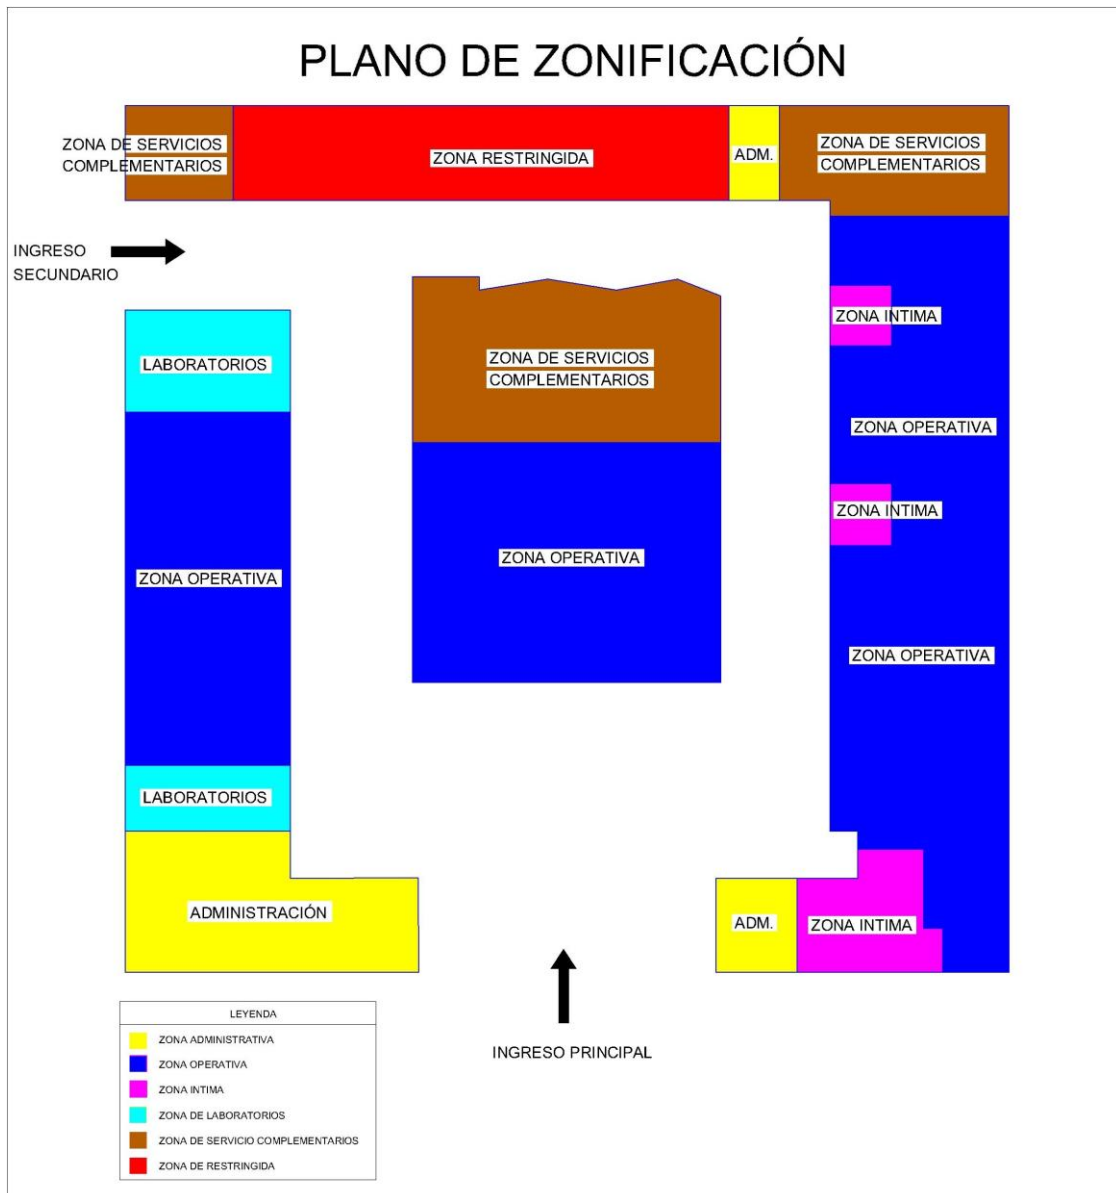 PLANO DE ZONIFICACIÓN
ZONA DE SERVICIOS
COMPLEMENTARIOS
ZONA RESTRINGIDA
ADM.
ZONA DE SERVICIOS
COMPLEMENTARIOS
INGRESO
SECUNDARIO
ZONA INTIMA
LABORATORIOS
ZONA DE SERVICIOS
COMPLEMENTARIOS
ZONA OPERATIVA
ZONA INTIMA
ZONA OPERATIVA
ZONA OPERATIVA
ZONA OPERATIVA
LABORATORIOS
ADMINISTRACIÓN
ADM.
ZONA INTIMA
INGRESO PRINCIPAL
LEYENDA
ZONA ADMINISTRATIVA
ZONA OPERATIVA
ZONA INTIMA
ZONA DE LABORATORIOS
ZONA DE SERVICIO COMPLEMENTARIOS
ZONA DE RESTRINGIDA